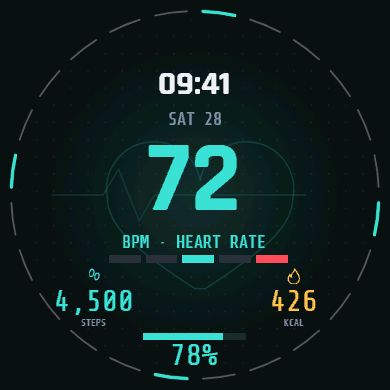 09:41
SAT 28
72
BPM · HEART RATE
4,500
STEPS
426
KCAL
78%